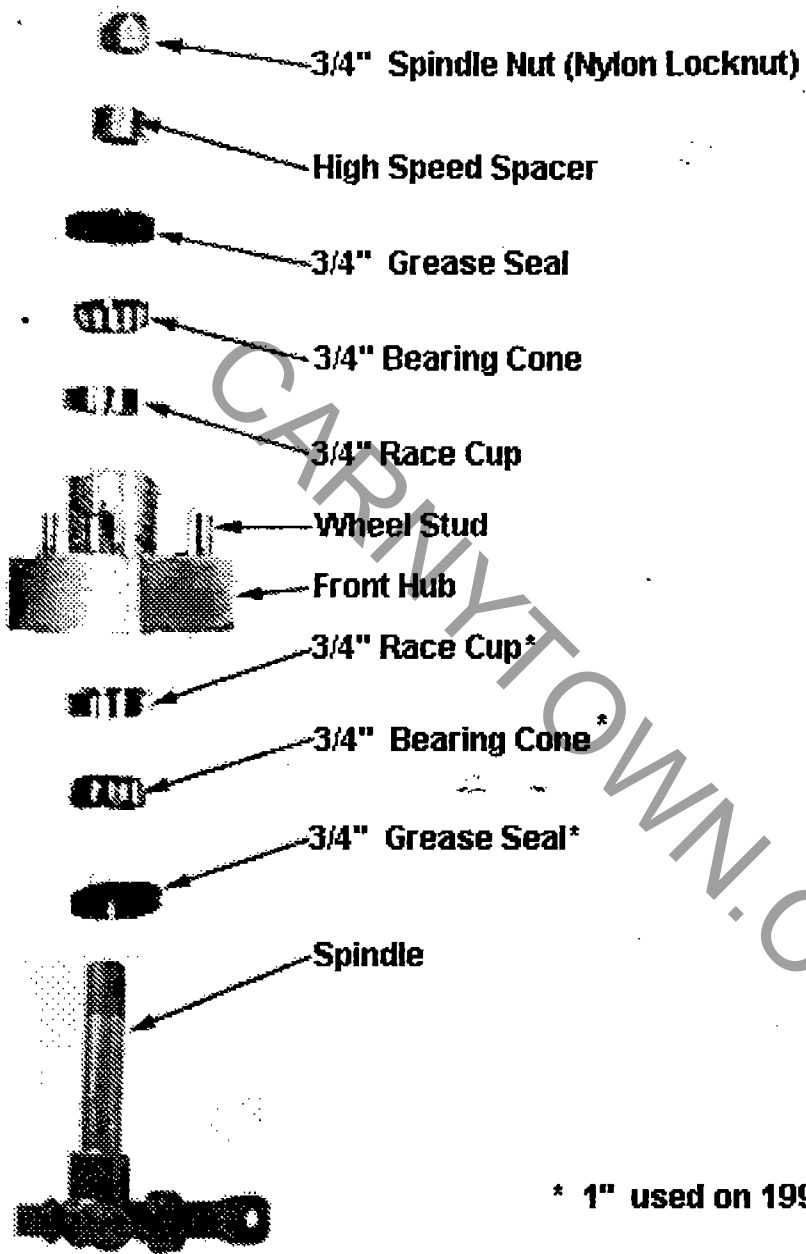 3/4" Spindle Nut (Nylon Locknut)
High Speed Spacer
3/4" Grease Seal
3/4" Bearing Cone
3/4" Race Cup
Wheel Stud
Front Hub
3/4" Race Cup*
3/4" Bearing Cone*
3/4" Grease Seal*
Spindle
* 1" used on 199
CARNYTOWN.C